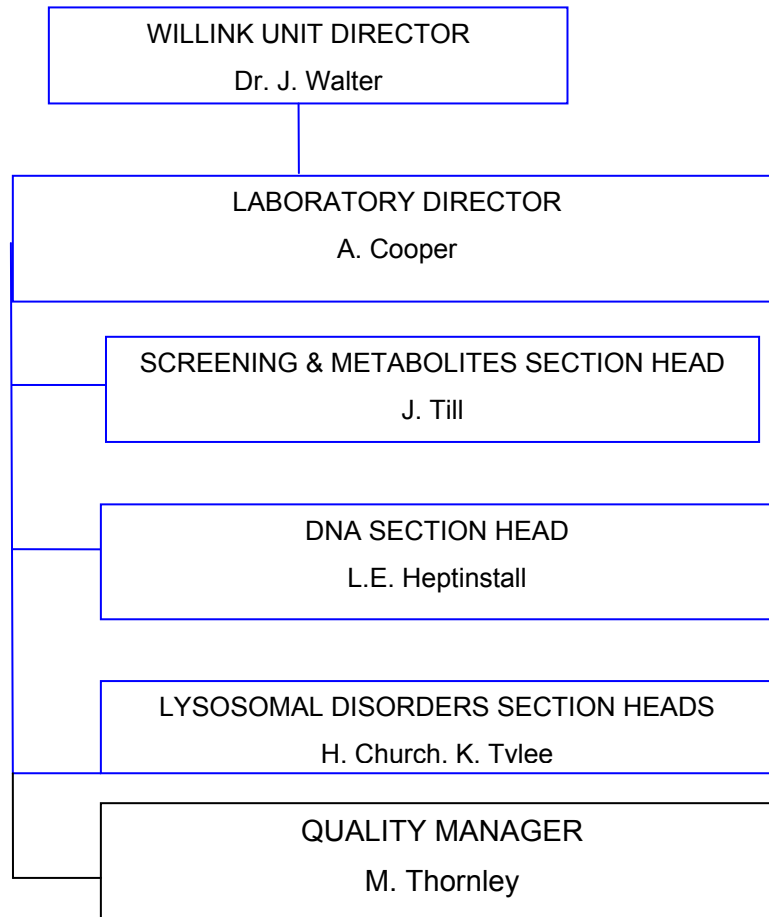 WILLINK UNIT DIRECTOR
Dr. J. Walter
LABORATORY DIRECTOR
A. Cooper
SCREENING & METABOLITES SECTION HEAD
J. Till
DNA SECTION HEAD
L.E. Heptinstall
LYSOSOMAL DISORDERS SECTION HEADS
H. Church. K. Tvlee
QUALITY MANAGER
M. Thornley